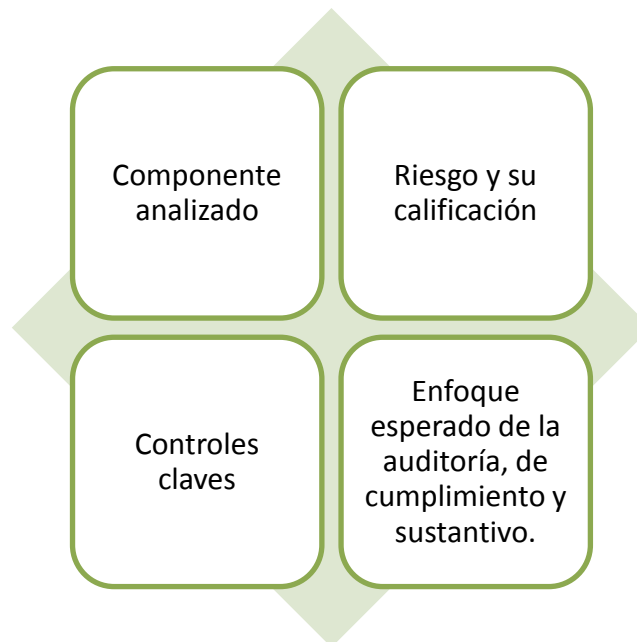 Componente
analizado
Riesgo y su
calificación
Controles
claves
Enfoque
esperado de la
auditoría, de
cumplimiento y
sustantivo.